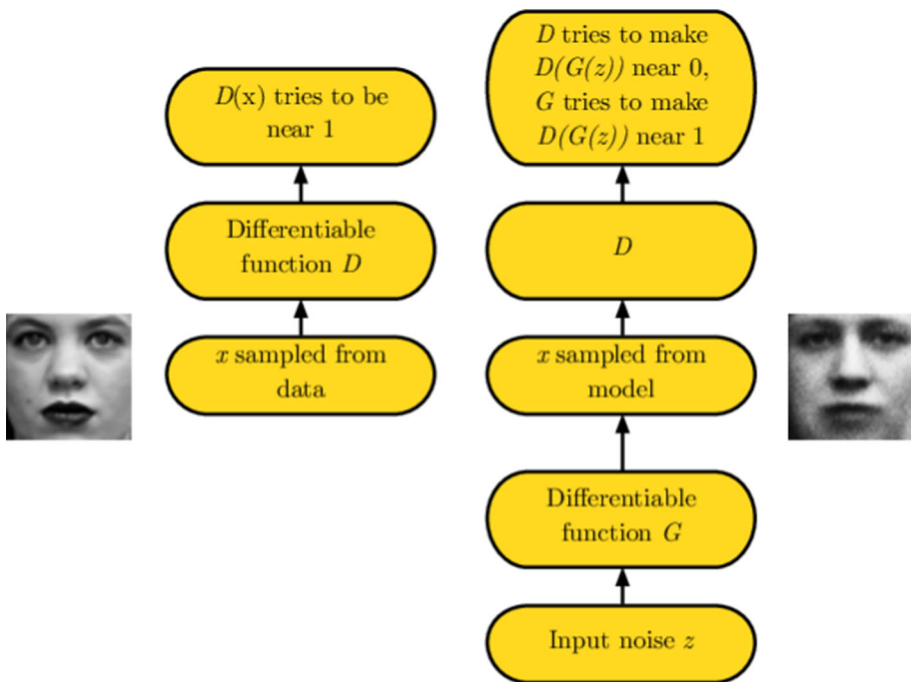 D(x) tries to be
near 1
Differentiable
function D
x sampled from
data
D tries to make
D(G(z)) near 0,
G tries to make
D(G(z)) near 1
D
x sampled from
model
Differentiable
function G
Input noise z